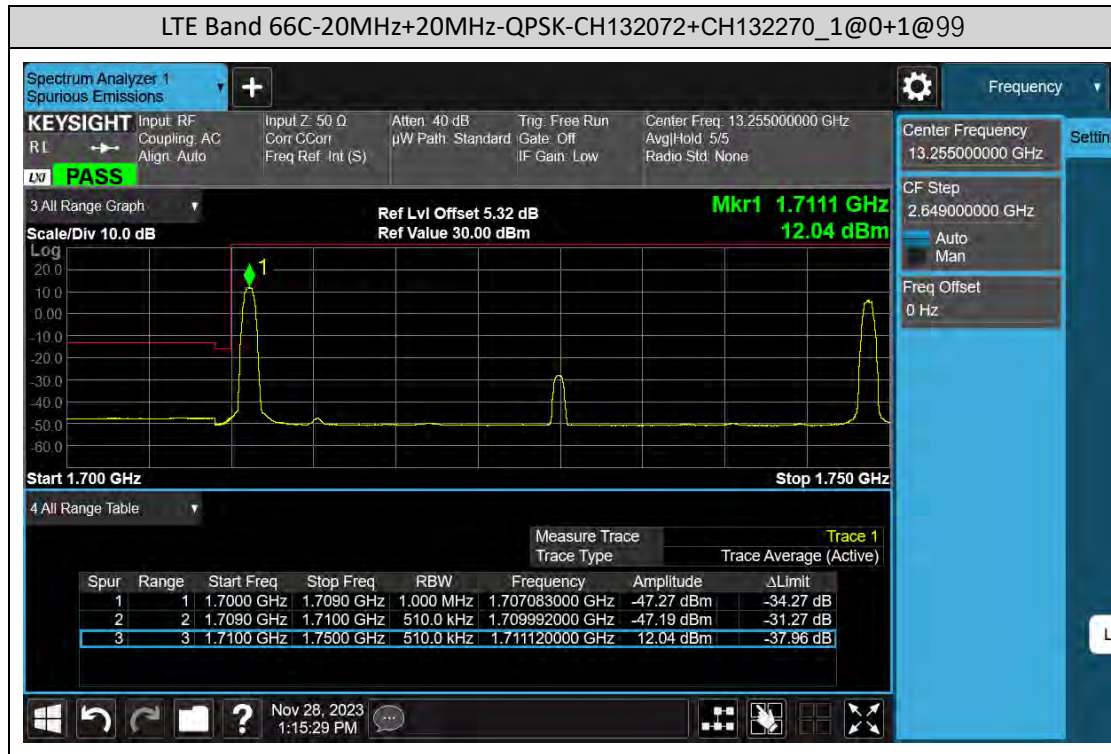 LTE Band 66C-20MHz+20MHz-QPSK-CH132072+CH132270_1@0+1@99
Spectrum Analyzer 1
Spurious Emissions
+
Frequency
KEYSIGHT
RL
LXI
PASS
Input: RF
Coupling: AC
Align: Auto
Input Z: 50 Ω
Corr CCorr
Freq Ref: Int (S)
Atten: 40 dB
µW Path: Standard
Trig: Free Run
Gate: Off
IF Gain: Low
Center Freq: 13.255000000 GHz
Avg|Hold: 5/5
Radio Std: None
Center Frequency
13.255000000 GHz
Settin
CF Step
2.649000000 GHz
Auto
Man
Freq Offset
0 Hz
3 All Range Graph
Scale/Div 10.0 dB
Ref Lvl Offset 5.32 dB
Ref Value 30.00 dBm
Mkr1 1.7111 GHz
12.04 dBm
Log
20.0
10.0
0.00
-10.0
-20.0
-30.0
-40.0
-50.0
-60.0
1
Start 1.700 GHz
Stop 1.750 GHz
4 All Range Table
Measure Trace Trace 1
Trace Type Trace Average (Active)
Spur Range Start Freq Stop Freq RBW Frequency Amplitude ΔLimit
1 1 1.7000 GHz 1.7090 GHz 1.000 MHz 1.707083000 GHz -47.27 dBm -34.27 dB
2 2 1.7090 GHz 1.7100 GHz 510.0 kHz 1.709992000 GHz -47.19 dBm -31.27 dB
3 3 1.7100 GHz 1.7500 GHz 510.0 kHz 1.711120000 GHz 12.04 dBm -37.96 dB
L
?
Nov 28, 2023
1:15:29 PM